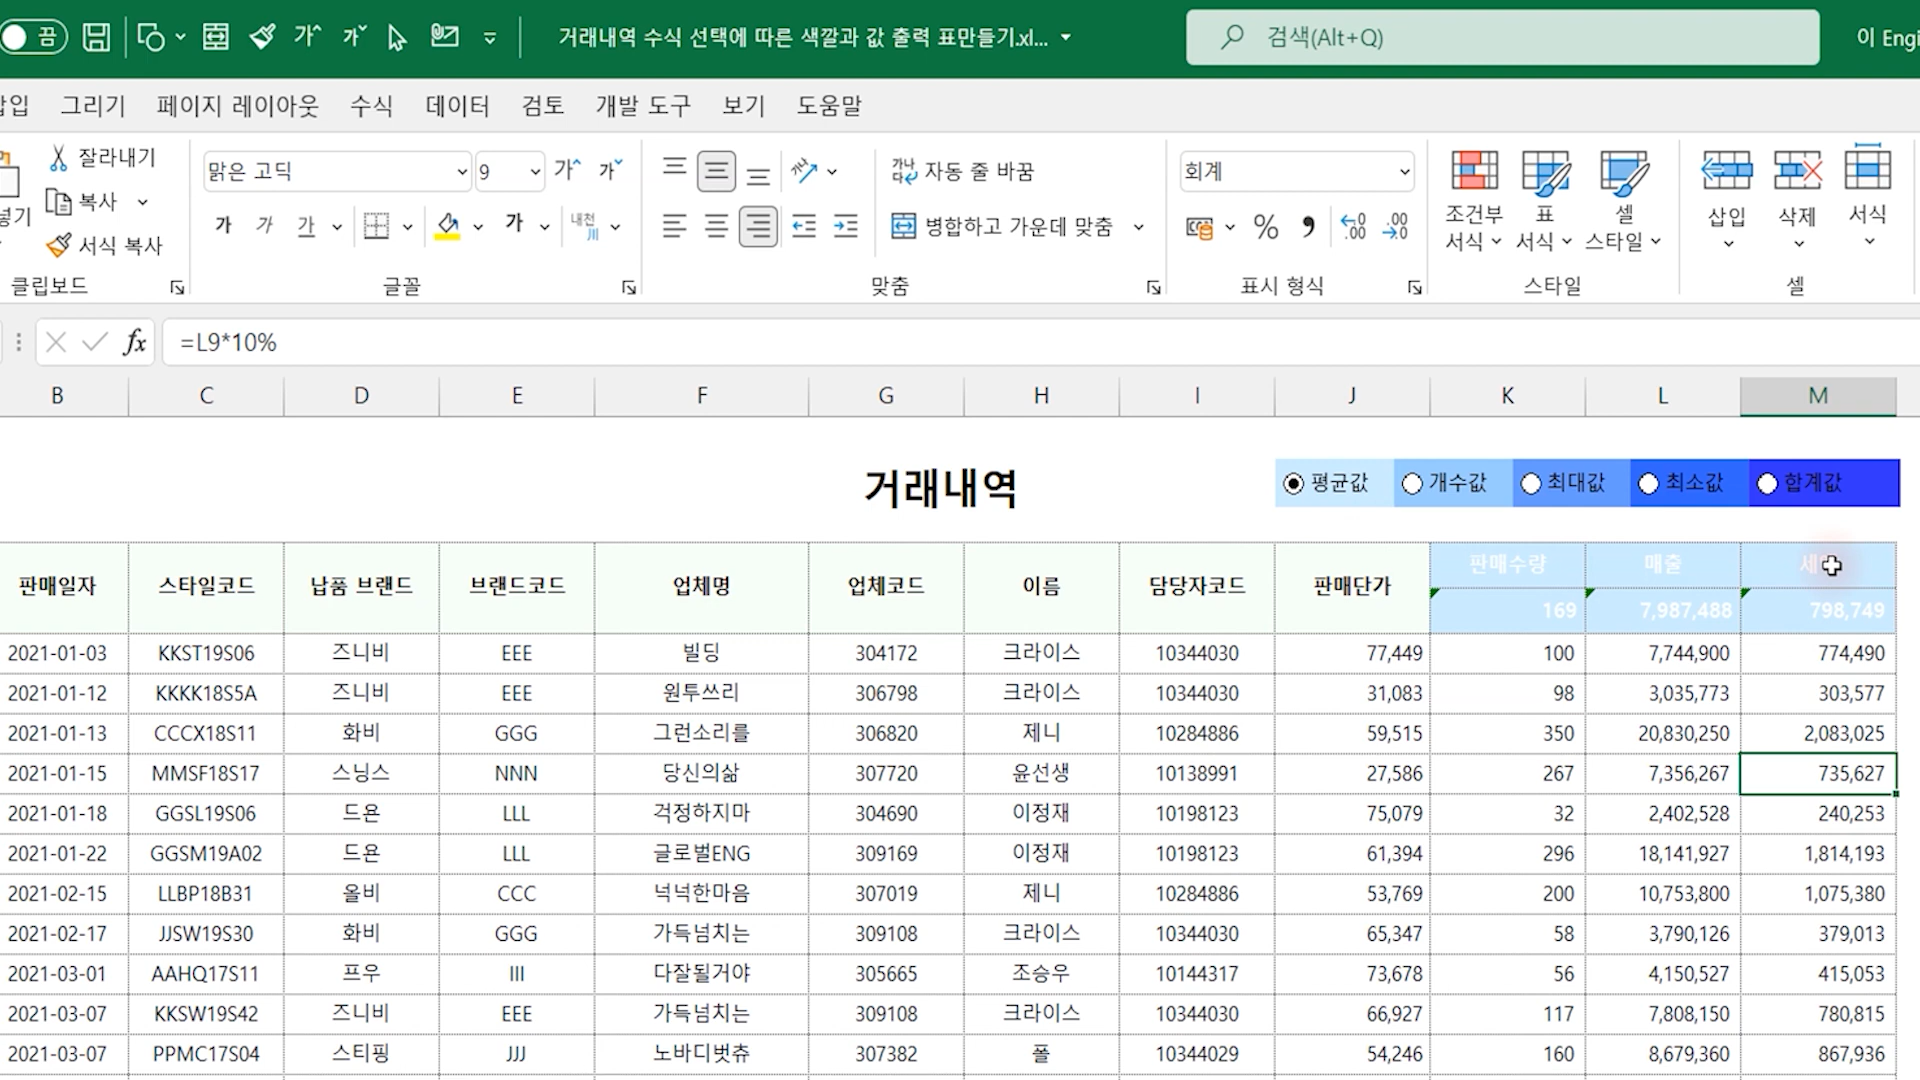 끔
가 가
거래내역 수식 선택에 따른 색깔과 값 출력 표만들기.xl...
검색(Alt+Q)
이 Engi
삽입 그리기 페이지 레이아웃 수식 데이터 검토 개발 도구 보기 도움말
잘라내기
복사
서식 복사
클립보드
맑은 고딕 9 가 가
가 가 가 가 내천
글꼴
가나다 자동 줄 바꿈
병합하고 가운데 맞춤
맞춤
회계
% , .00 .00
표시 형식
조건부 서식
표 서식
셀 스타일
스타일
삽입 삭제 서식
셀
fx =L9*10%
B C D E F G H I J K L M
거래내역
평균값 개수값 최대값 최소값 합계값
판매일자 스타일코드 납품 브랜드 브랜드코드 업체명 업체코드 이름 담당자코드 판매단가 판매수량 매출
169 7,987,488 798,749
2021-01-03 KKST19S06 즈니비 EEE 빌딩 304172 크라이스 10344030 77,449 100 7,744,900 774,490
2021-01-12 KKKK18S5A 즈니비 EEE 원투쓰리 306798 크라이스 10344030 31,083 98 3,035,773 303,577
2021-01-13 CCCX18S11 화비 GGG 그런소리를 306820 제니 10284886 59,515 350 20,830,250 2,083,025
2021-01-15 MMSF18S17 스닝스 NNN 당신의삶 307720 윤선생 10138991 27,586 267 7,356,267 735,627
2021-01-18 GGSL19S06 드욘 LLL 걱정하지마 304690 이정재 10198123 75,079 32 2,402,528 240,253
2021-01-22 GGSM19A02 드욘 LLL 글로벌ENG 309169 이정재 10198123 61,394 296 18,141,927 1,814,193
2021-02-15 LLBP18B31 올비 CCC 넉넉한마음 307019 제니 10284886 53,769 200 10,753,800 1,075,380
2021-02-17 JJSW19S30 화비 GGG 가득넘치는 309108 크라이스 10344030 65,347 58 3,790,126 379,013
2021-03-01 AAHQ17S11 프우 III 다잘될거야 305665 조승우 10144317 73,678 56 4,150,527 415,053
2021-03-07 KKSW19S42 즈니비 EEE 가득넘치는 309108 크라이스 10344030 66,927 117 7,808,150 780,815
2021-03-07 PPMC17S04 스티핑 JJJ 노바디벗츄 307382 폴 10344029 54,246 160 8,679,360 867,936